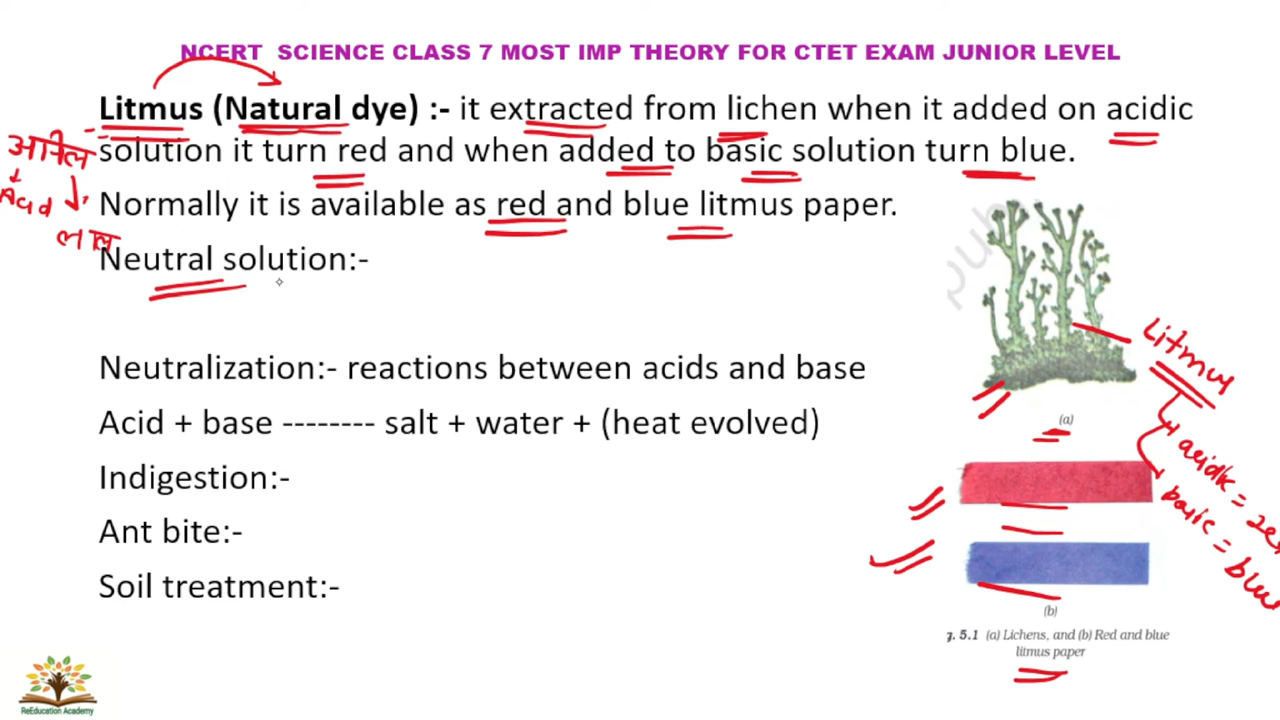 NCERT SCIENCE CLASS 7 MOST IMP THEORY FOR CTET EXAM JUNIOR LEVEL
Litmus (Natural dye) :- it extracted from lichen when it added on acidic
solution it turn red and when added to basic solution turn blue.
Normally it is available as red and blue litmus paper.
Neutral solution:-
Neutralization:- reactions between acids and base
Acid + base -------- salt + water + (heat evolved)
Indigestion:-
Ant bite:-
Soil treatment:-
Acid
लाल
pub
Litmus
acidic =
basic = blue
(a)
(b)
g. 5.1 (a) Lichens, and (b) Red and blue
litmus paper
ReEducation Academy